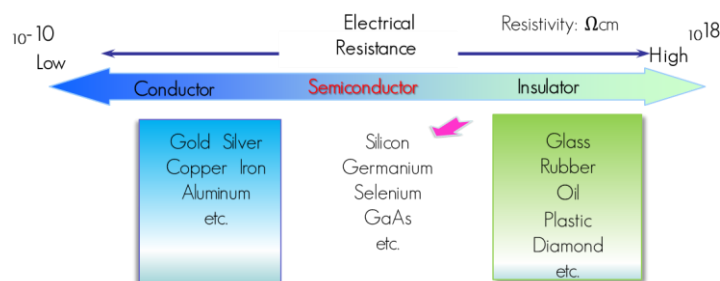 Electrical
Resistance
Resistivity: Ωcm
10-10
Low
1018
High
Conductor
Semiconductor
Insulator
Gold Silver
Copper Iron
Aluminum
etc.
Silicon
Germanium
Selenium
GaAs
etc.
Glass
Rubber
Oil
Plastic
Diamond
etc.